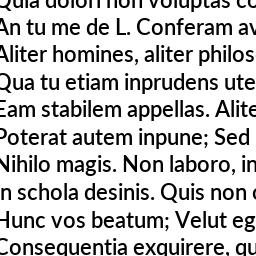 Quia dolori non voluptas co
An tu me de L. Conferam av
Aliter homines, aliter philos
Qua tu etiam inprudens ute
Eam stabilem appellas. Alite
Poterat autem inpune; Sed
Nihilo magis. Non laboro, in
in schola desinis. Quis non
Hunc vos beatum; Velut eg
Consequentia exquirere, qu